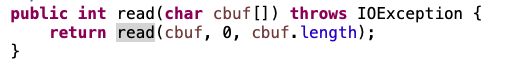 public int read(char cbuf[]) throws IOException {
    return read(cbuf, 0, cbuf.length);
}